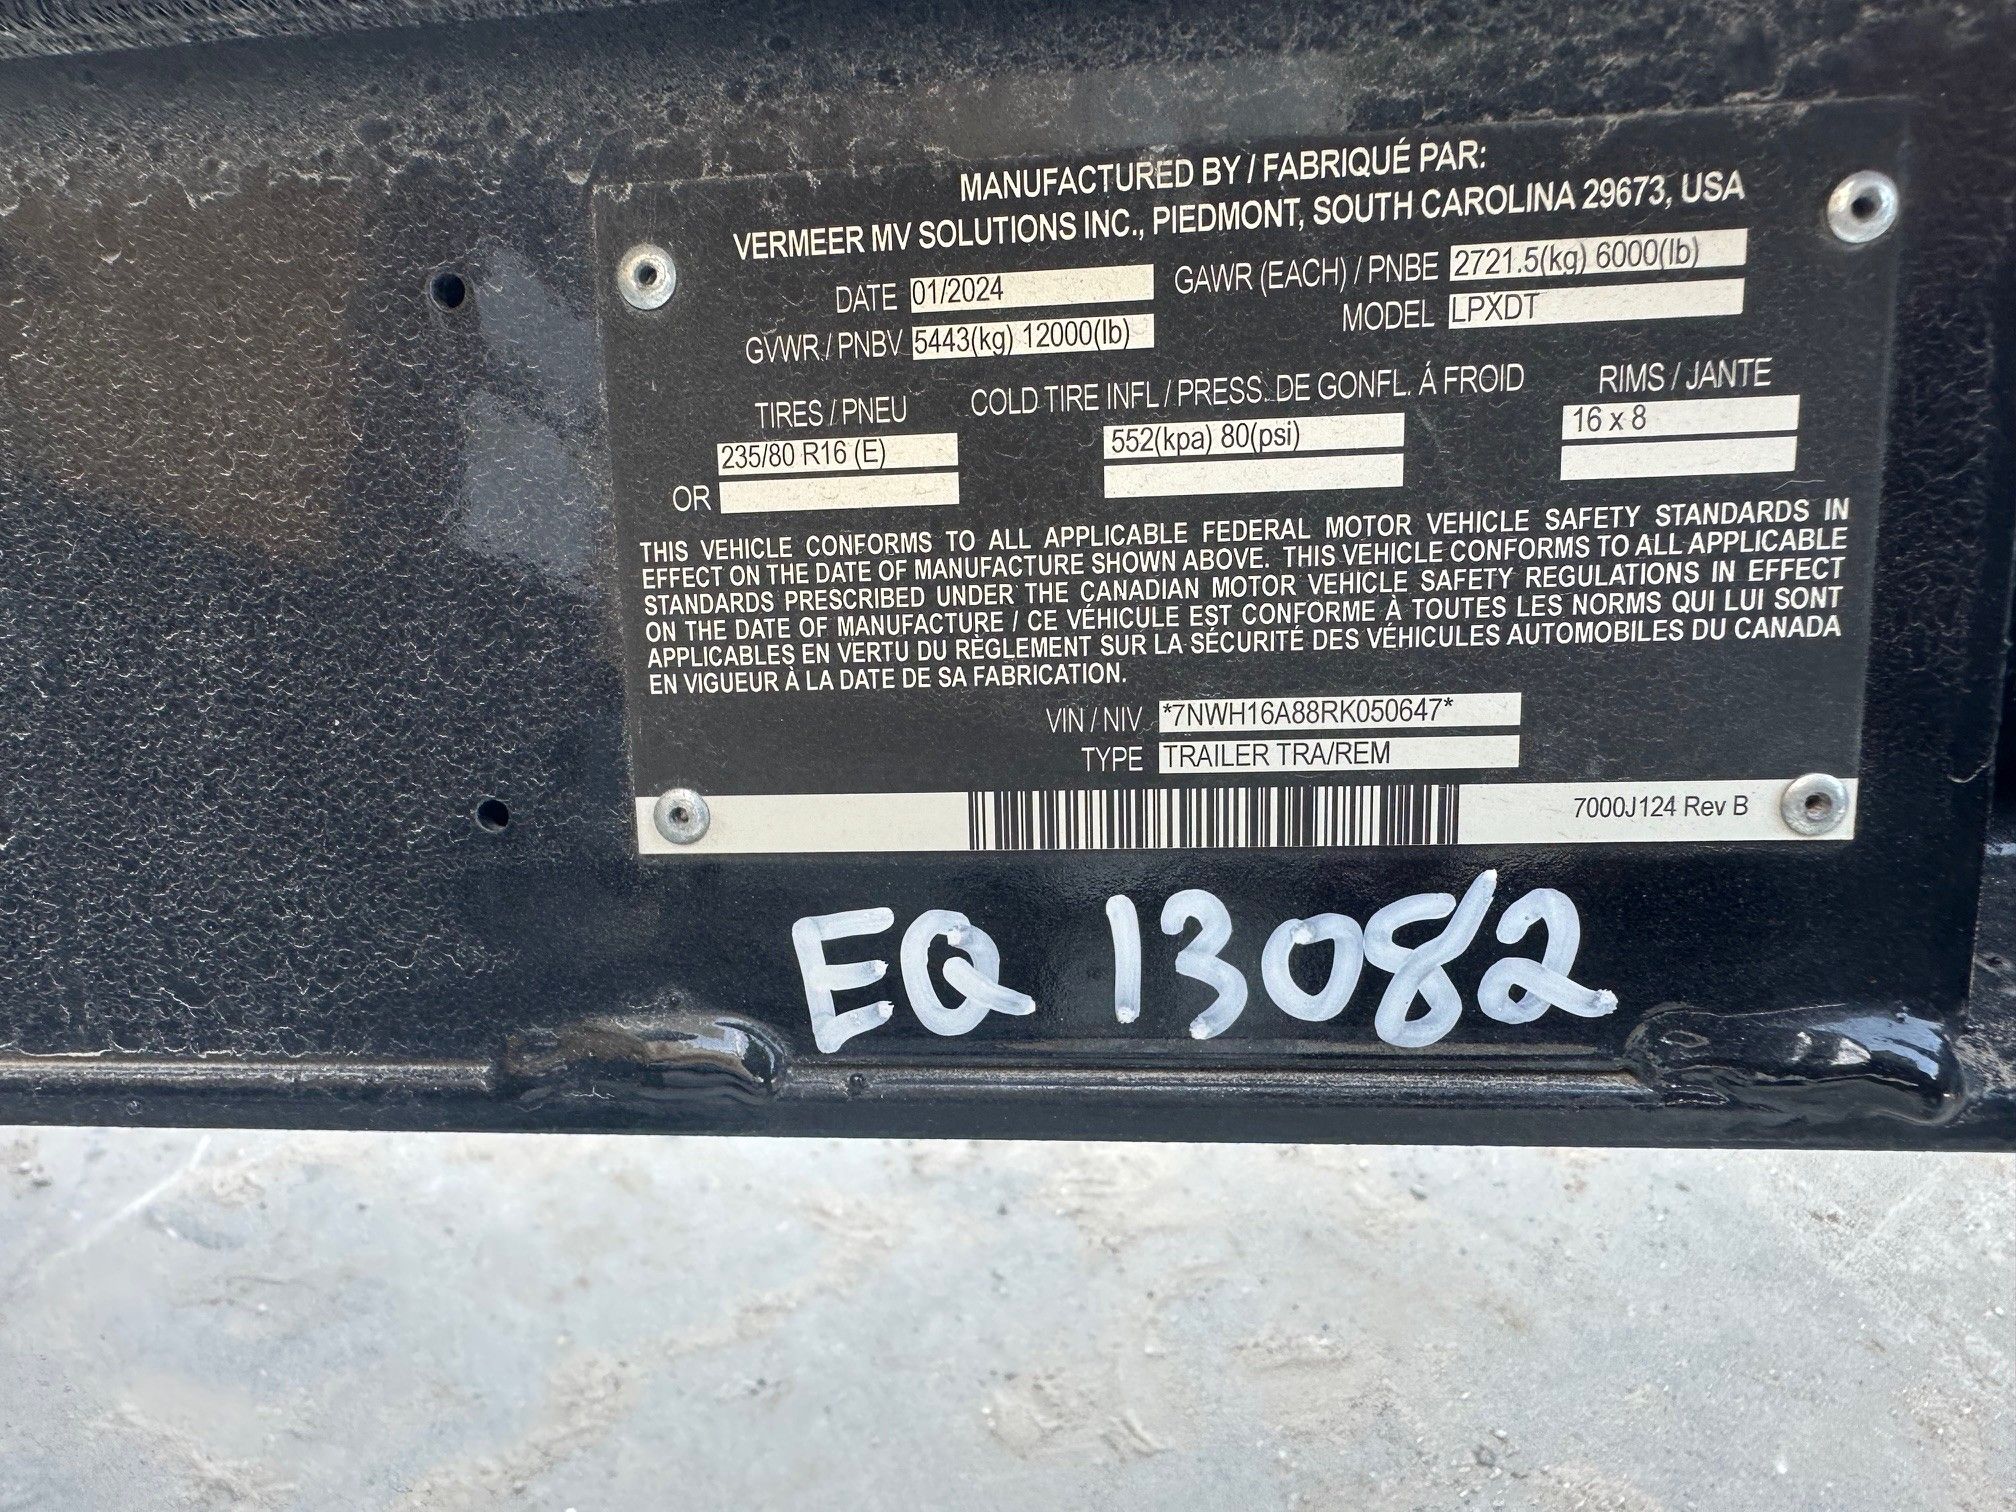 MANUFACTURED BY / FABRIQUÉ PAR:
VERMEER MV SOLUTIONS INC., PIEDMONT, SOUTH CAROLINA 29673, USA
DATE 01/2024 GAWR (EACH) / PNBE 2721.5(kg) 6000(lb)
GVWR / PNBV 5443(kg) 12000(lb) MODEL LPXDT
TIRES / PNEU COLD TIRE INFL / PRESS. DE GONFL. Á FROID RIMS / JANTE
235/80 R16 (E) 552(kpa) 80(psi) 16 x 8
OR
THIS VEHICLE CONFORMS TO ALL APPLICABLE FEDERAL MOTOR VEHICLE SAFETY STANDARDS IN
EFFECT ON THE DATE OF MANUFACTURE SHOWN ABOVE. THIS VEHICLE CONFORMS TO ALL APPLICABLE
STANDARDS PRESCRIBED UNDER THE CANADIAN MOTOR VEHICLE SAFETY REGULATIONS IN EFFECT
ON THE DATE OF MANUFACTURE / CE VÉHICULE EST CONFORME À TOUTES LES NORMS QUI LUI SONT
APPLICABLES EN VERTU DU RÈGLEMENT SUR LA SÉCURITÉ DES VÉHICULES AUTOMOBILES DU CANADA
EN VIGUEUR À LA DATE DE SA FABRICATION.
VIN / NIV *7NWH16A88RK050647*
TYPE TRAILER TRA/REM
7000J124 Rev B
EQ 13082